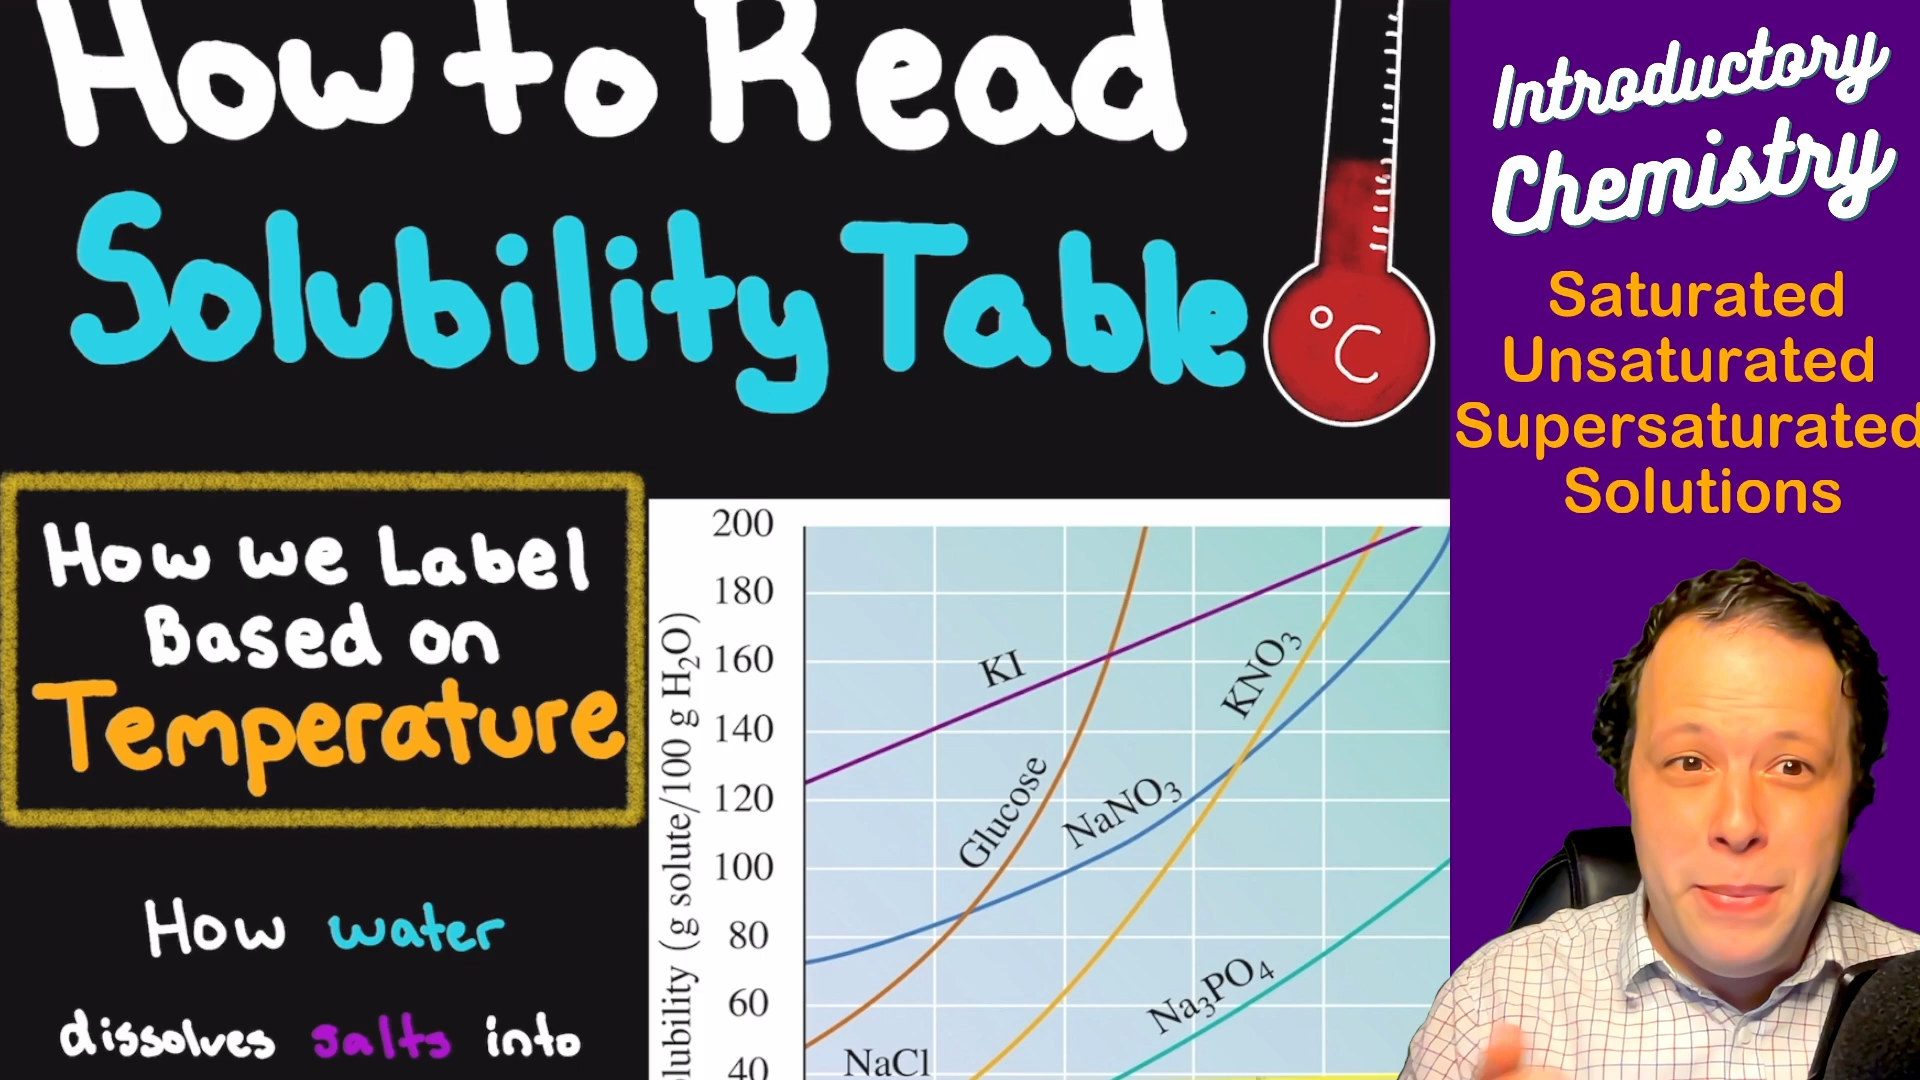 How to Read
Solubility Table
°C
How we Label
Based on
Temperature
How water
dissolves salts into
200
180
160
140
120
100
80
60
40
olubility (g solute/100 g H₂O)
KI
Glucose
NaNO₃
KNO₃
Na₃PO₄
NaCl
Introductory
Chemistry
Saturated
Unsaturated
Supersaturated
Solutions